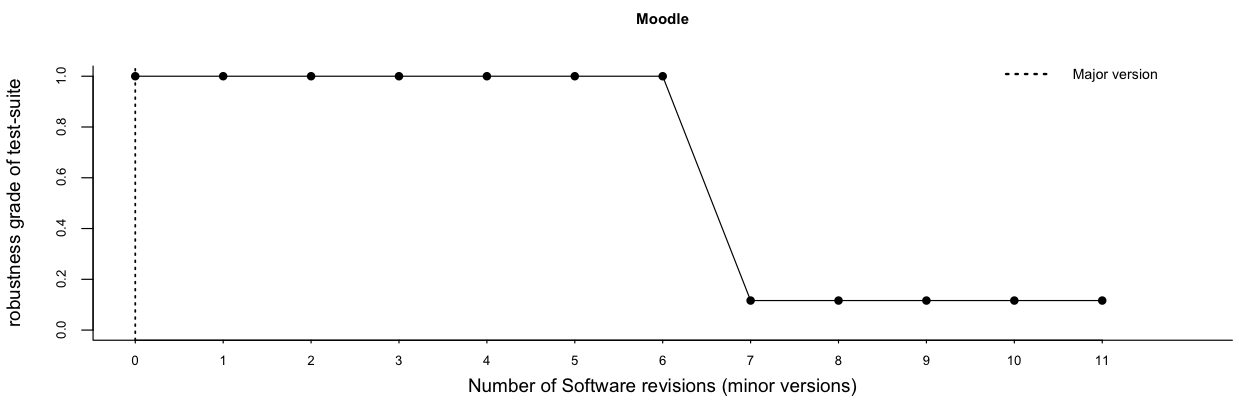 Moodle
Major version
robustness grade of test-suite
1.0
0.8
0.6
0.4
0.2
0.0
0 1 2 3 4 5 6 7 8 9 10 11
Number of Software revisions (minor versions)